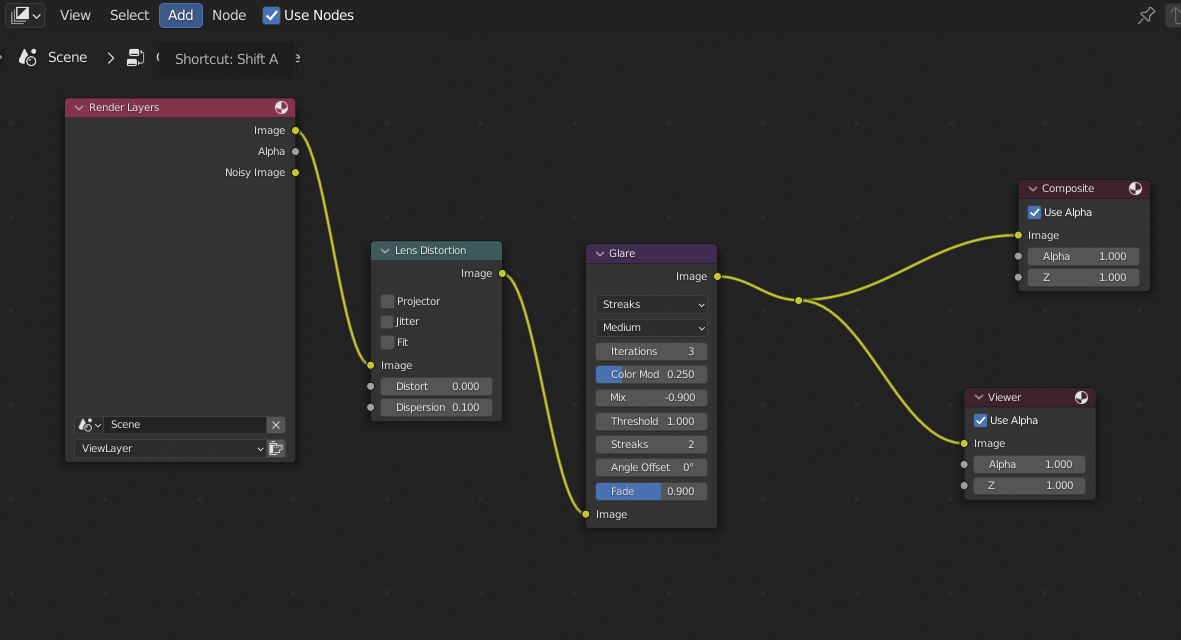 View Select Add Node Use Nodes
Scene
Shortcut: Shift A
Render Layers
Image
Alpha
Noisy Image
Scene
ViewLayer
Lens Distortion
Image
Projector
Jitter
Fit
Image
Distort 0.000
Dispersion 0.100
Glare
Image
Streaks
Medium
Iterations 3
Color Mod 0.250
Mix -0.900
Threshold 1.000
Streaks 2
Angle Offset 0°
Fade 0.900
Image
Composite
Use Alpha
Image
Alpha 1.000
Z 1.000
Viewer
Use Alpha
Image
Alpha 1.000
Z 1.000